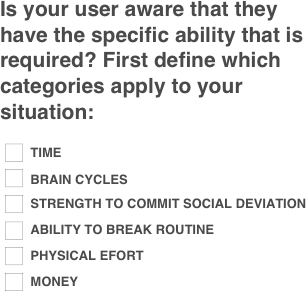 Is your user aware that they
have the specific ability that is
required? First define which
categories apply to your
situation:
TIME
BRAIN CYCLES
STRENGTH TO COMMIT SOCIAL DEVIATION
ABILITY TO BREAK ROUTINE
PHYSICAL EFORT
MONEY